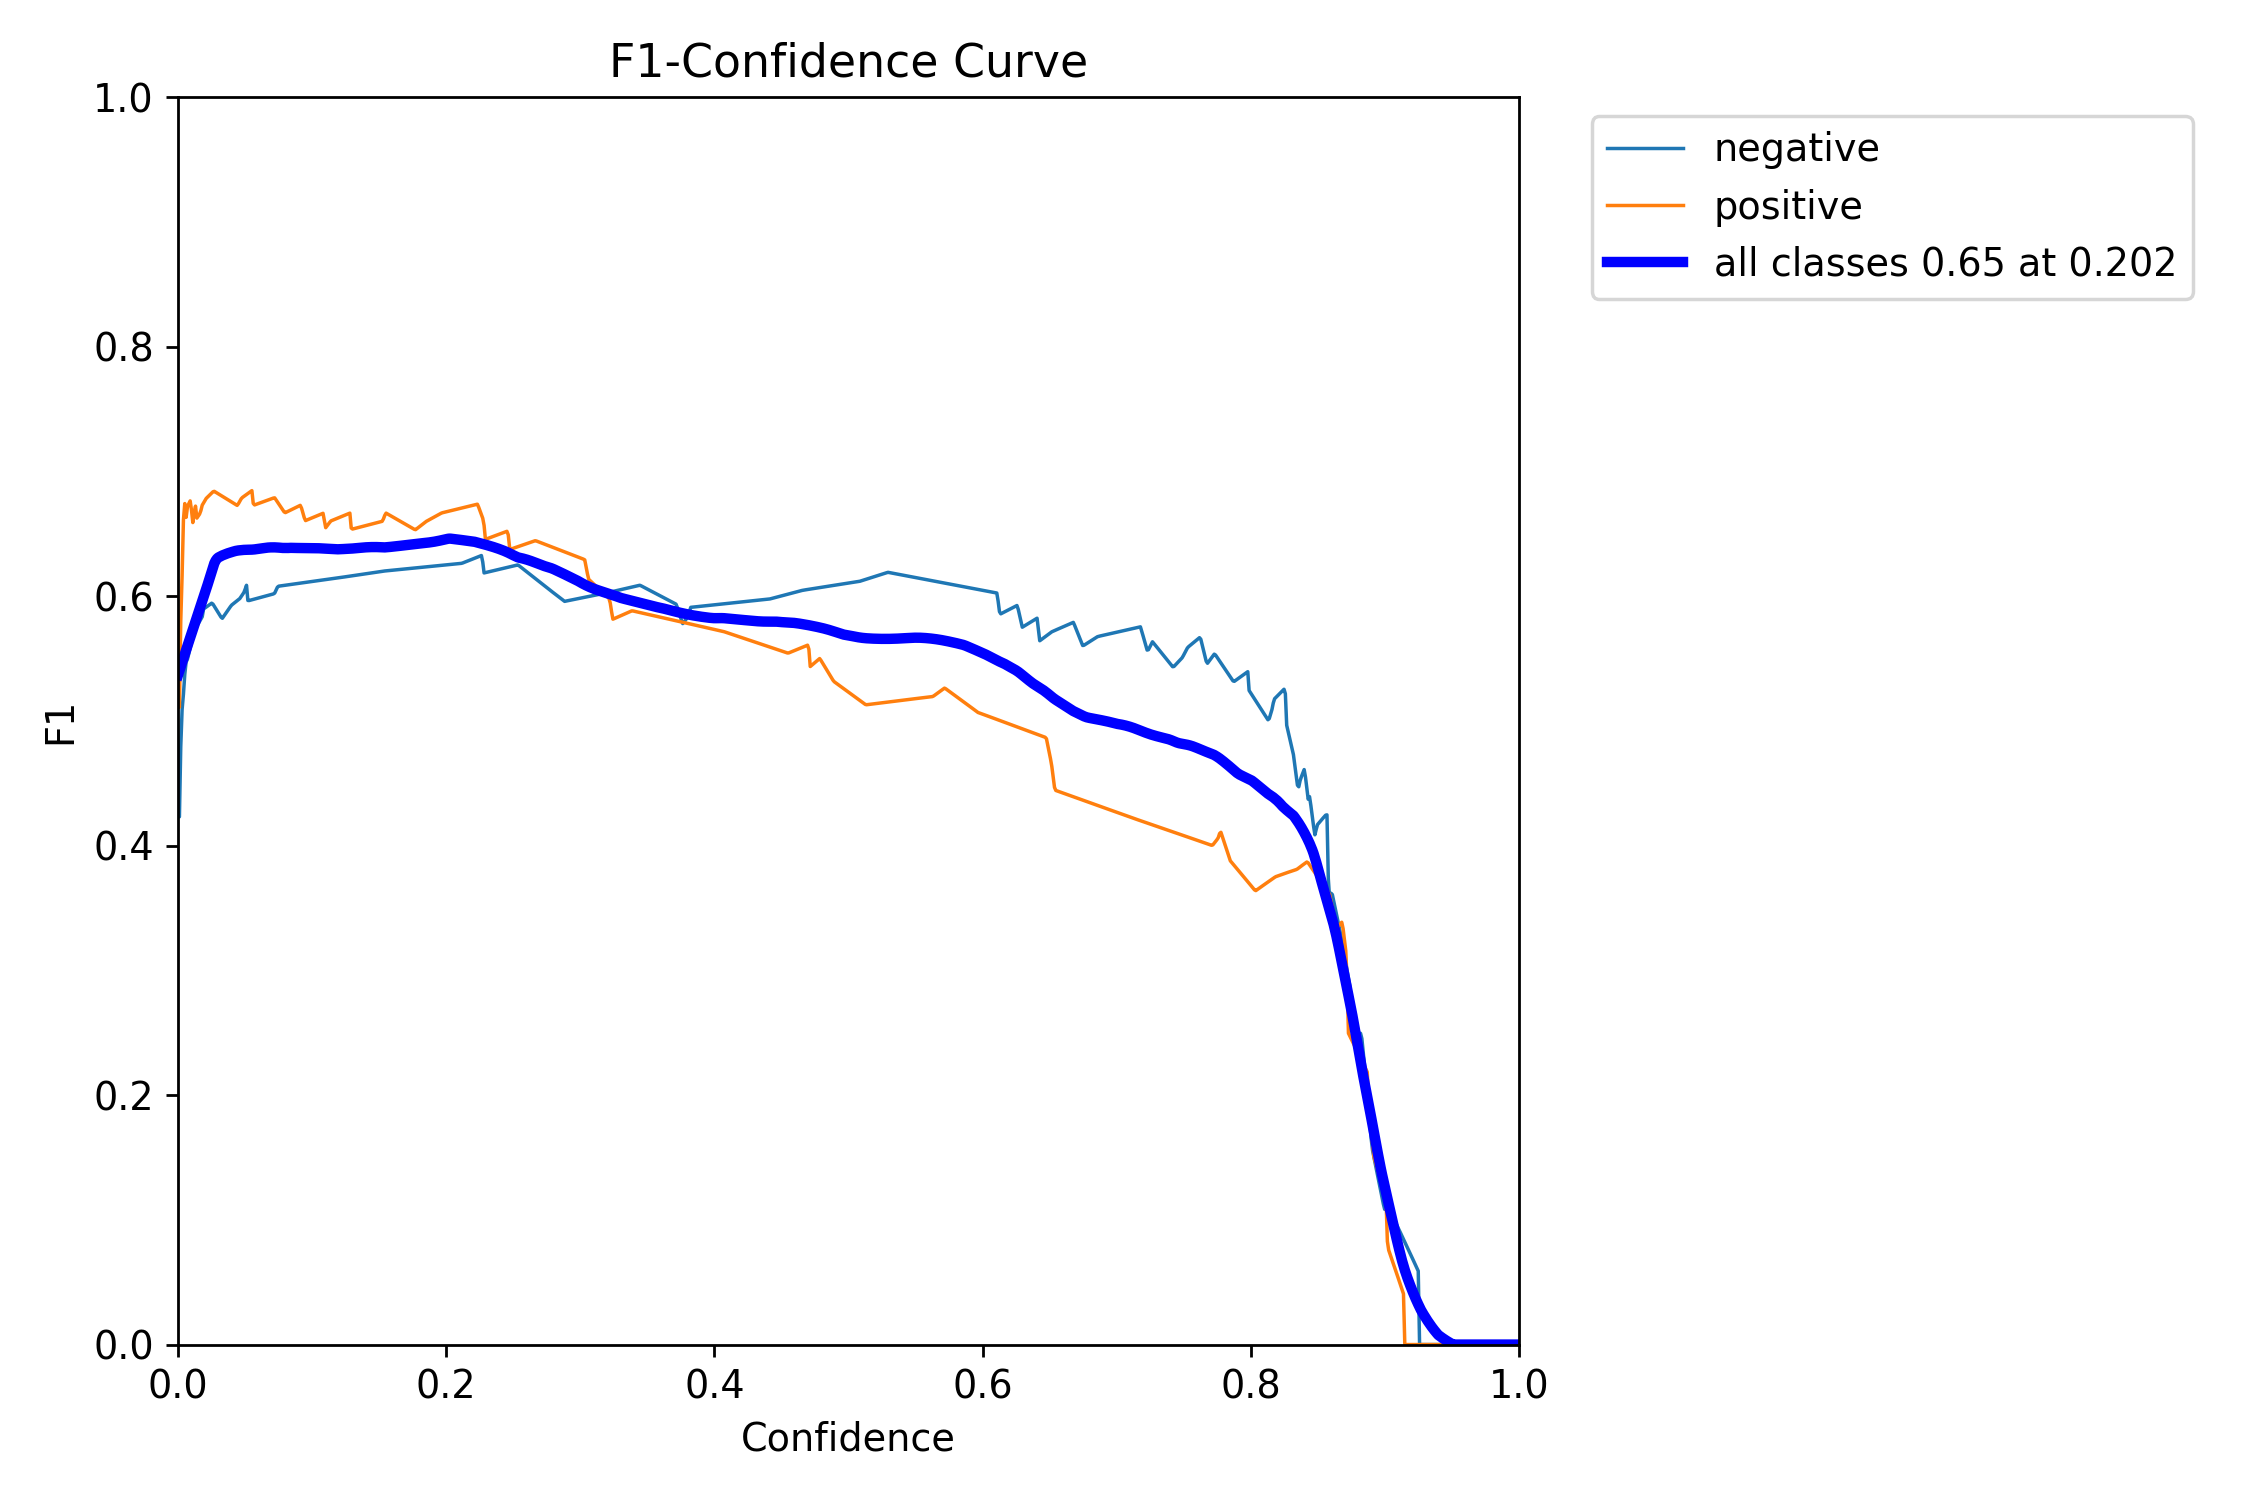 F1-Confidence Curve
1.0
0.8
0.6
0.4
0.2
0.0
F1
0.0 0.2 0.4 0.6 0.8 1.0
Confidence
negative
positive
all classes 0.65 at 0.202